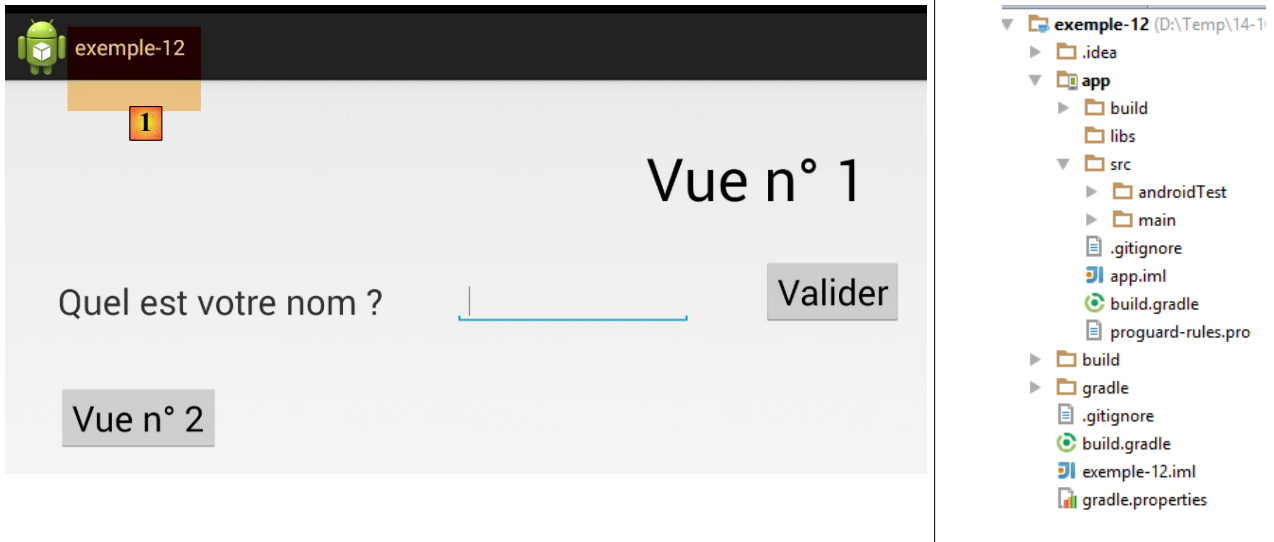 exemple-12
1
Vue n° 1
Quel est votre nom ?
Valider
Vue n° 2
exemple-12 (D:\Temp\14-1
.idea
app
build
libs
src
androidTest
main
.gitignore
app.iml
build.gradle
proguard-rules.pro
build
gradle
.gitignore
build.gradle
exemple-12.iml
gradle.properties